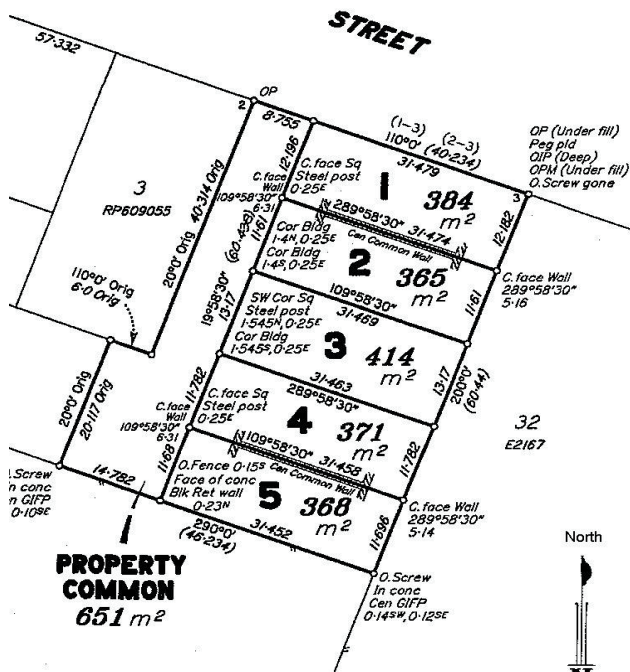 STREET
57·332
OP
2
8·755
(1-3) (2-3)
110°0' (40·234)
31·479
OP (Under fill)
Peg pld
OIP (Deep)
OPM (Under fill)
O.Screw gone
3
12·196
C.face Sq
Steel post
0·25E
C.face
Wall
109°58'30"
6·31
1
384
m²
12·182
3
RP609055
20°0' Orig 40·314 Orig
289°58'30"
31·474
Cen Common Wall
Cor Bldg
1·4N, 0·25E
Cor Bldg
1·4S, 0·25E
11·61
(60·438)
2
365
m²
C.face Wall
289°58'30"
5·16
11·61
110°0' Orig
6·0 Orig
109°58'30"
31·469
19°58'30"
13·17
SW Cor Sq
Steel post
1·545N, 0·25E
Cor Bldg
1·545S, 0·25E
3
414
m²
13·17
200°0'
(60·44)
32
E2167
31·463
289°58'30"
11·782
C.face Sq
Steel post
0·25E
C.face
Wall
109°58'30"
6·31
4
371
m²
11·782
20°0' Orig
20·117 Orig
109°58'30"
31·458
Cen Common Wall
11·68
O.Fence 0·15S
Face of conc
Blk Ret wall
0·23N
5
368
m²
C.face Wall
289°58'30"
5·14
11·696
O.Screw
In conc
Cen GIFP
0·10SE
14·782
290°0'
(46·234)
31·452
PROPERTY
COMMON
651 m²
O.Screw
In conc
Cen GIFP
0·14SW, 0·12SE
North